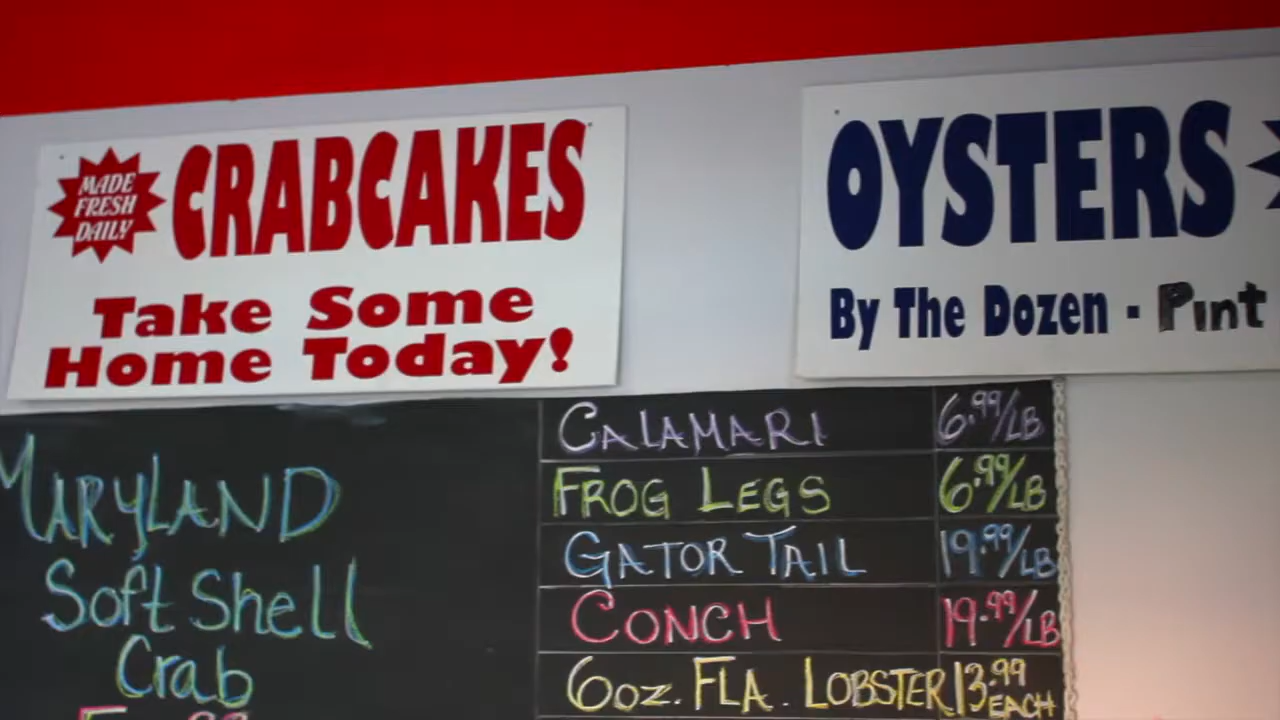 MADE
FRESH
DAILY
CRABCAKES
Take Some
Home Today!
OYSTERS
By The Dozen - Pint
MARYLAND
Soft Shell
Crab
CALAMARI 6.99/LB
FROG LEGS 6.99/LB
GATOR TAIL 19.99/LB
CONCH 19.99/LB
6oz. FLA. LOBSTER 13.99 EACH